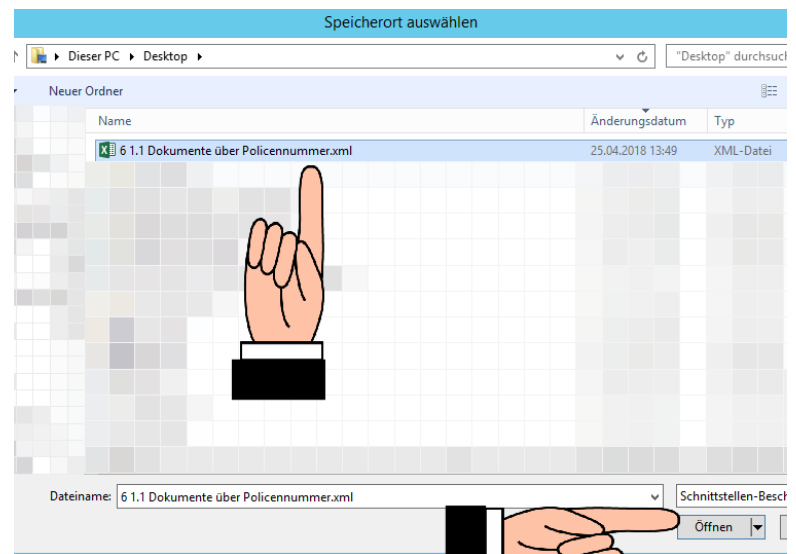 Speicherort auswählen
Dieser PC Desktop "Desktop" durchsuch
Neuer Ordner
Name Änderungsdatum Typ
6 1.1 Dokumente über Policennummer.xml 25.04.2018 13:49 XML-Datei
Dateiname: 6 1.1 Dokumente über Policennummer.xml Schnittstellen-Besch
Öffnen